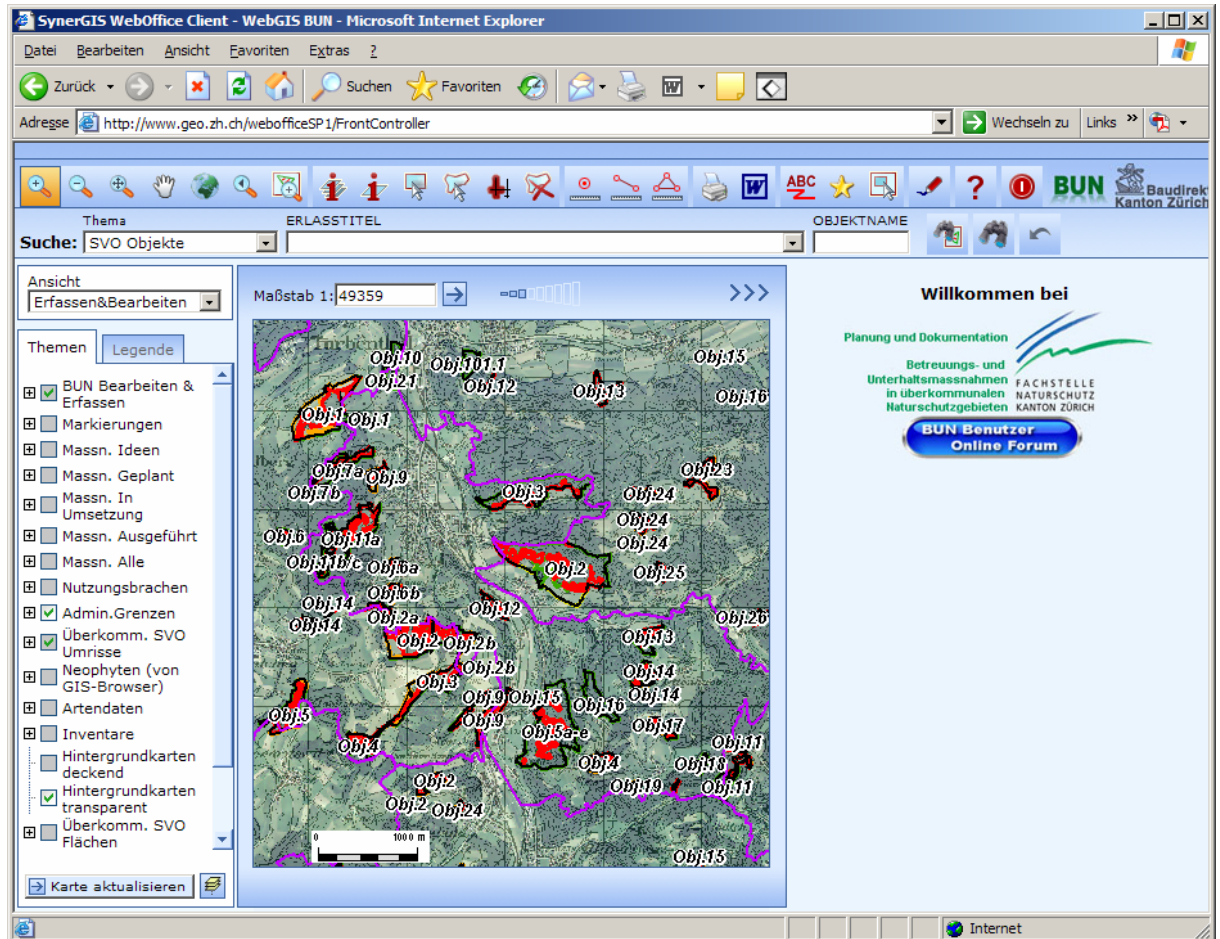 SynerGIS WebOffice Client - WebGIS BUN - Microsoft Internet Explorer
Datei Bearbeiten Ansicht Favoriten Extras ?
Zurück Suchen Favoriten
Adresse http://www.geo.zh.ch/webofficeSP1/FrontController Wechseln zu Links »
ABC BUN Baudirek
Kanton Zürich
Thema ERLASSTITEL OBJEKTNAME
Suche: SVO Objekte
Ansicht
Erfassen&Bearbeiten
Themen Legende
BUN Bearbeiten &
Erfassen
Markierungen
Massn. Ideen
Massn. Geplant
Massn. In
Umsetzung
Massn. Ausgeführt
Massn. Alle
Nutzungsbrachen
Admin.Grenzen
Überkomm. SVO
Umrisse
Neophyten (von
GIS-Browser)
Artendaten
Inventare
Hintergrundkarten
deckend
Hintergrundkarten
transparent
Überkomm. SVO
Flächen
Karte aktualisieren
Maßstab 1: 49359 >>>
Obj.10 Obj.101.1 Obj.15
Obj.21 Obj.12 Obj.13 Obj.16
Obj.1 Obj.1
Obj.7a Obj.9 Obj.23
Obj.7b Obj.3 Obj.24
Obj.24
Obj.6 Obj.11a Obj.24
Obj.11b/c Obj.6a Obj.2 Obj.25
Obj.14 Obj.6b Obj.12
Obj.14 Obj.2a Obj.26
Obj.2 Obj.2b Obj.13
Obj.2b Obj.14
Obj.3 Obj.9 Obj.15 Obj.16 Obj.14
Obj.5 Obj.9 Obj.5a-e Obj.17
Obj.4 Obj.11
Obj.4 Obj.18
Obj.2 Obj.19 Obj.11
Obj.2 Obj.24
0 1000 m
Obj.15
Willkommen bei
Planung und Dokumentation
Betreuungs- und
Unterhaltsmassnahmen
in überkommunalen
Naturschutzgebieten
FACHSTELLE
NATURSCHUTZ
KANTON ZÜRICH
BUN Benutzer
Online Forum
Internet